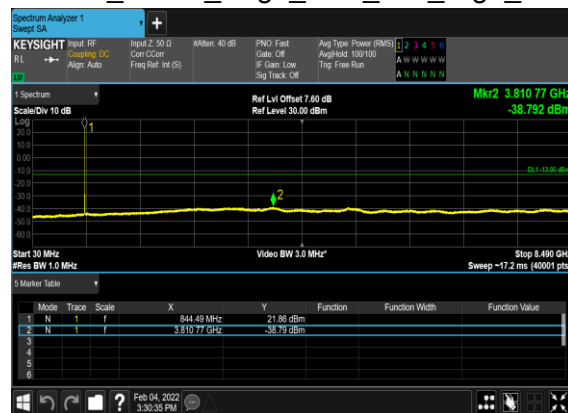 Spectrum Analyzer 1
Swept SA
KEYSIGHT Input: RF Input Z: 50 Ω #Atten: 40 dB PNO: Fast Avg Type: Power (RMS) 1 2 3 4 5 6
RL Coupling: DC Corr CCorr Gate: Off Avg|Hold: 100/100 A W W W W W
Align: Auto Freq Ref: Int (S) IF Gain: Low Trig: Free Run
Sig Track: Off A N N N N N
1 Spectrum Ref Lvl Offset 7.60 dB Mkr2 3.810 77 GHz
Scale/Div 10 dB Ref Level 30.00 dBm -38.792 dBm
Log
1
20.0
10.0
0.00
-10.0
DL1 -13.00 dBm
-20.0
-30.0
2
-40.0
-50.0
-60.0
Start 30 MHz Video BW 3.0 MHz* Stop 8.490 GHz
#Res BW 1.0 MHz Sweep ~17.2 ms (40001 pts)
5 Marker Table
Mode Trace Scale X Y Function Function Width Function Value
1 N 1 f 844.49 MHz 21.86 dBm
2 N 1 f 3.810 77 GHz -38.79 dBm
3
4
5
6
? Feb 04, 2022
3:30:35 PM